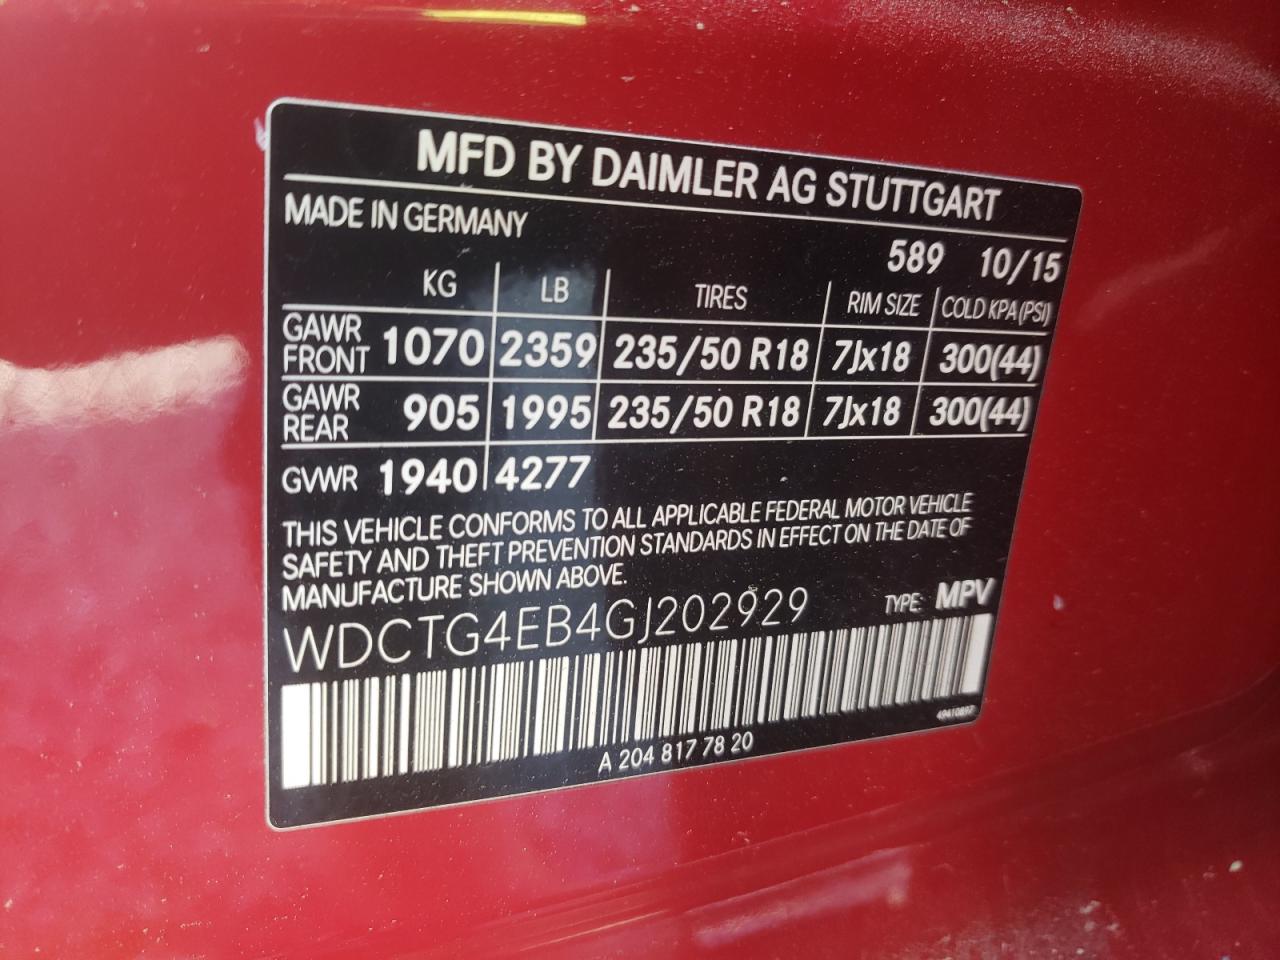 MFD BY DAIMLER AG STUTTGART
MADE IN GERMANY
589 10/15
KG LB TIRES RIM SIZE COLD KPA(PSI)
GAWR FRONT 1070 2359 235/50 R18 7Jx18 300(44)
GAWR REAR 905 1995 235/50 R18 7Jx18 300(44)
GVWR 1940 4277
THIS VEHICLE CONFORMS TO ALL APPLICABLE FEDERAL MOTOR VEHICLE
SAFETY AND THEFT PREVENTION STANDARDS IN EFFECT ON THE DATE OF
MANUFACTURE SHOWN ABOVE.
WDCTG4EB4GJ202929 TYPE: MPV
49410897
A 204 817 78 20